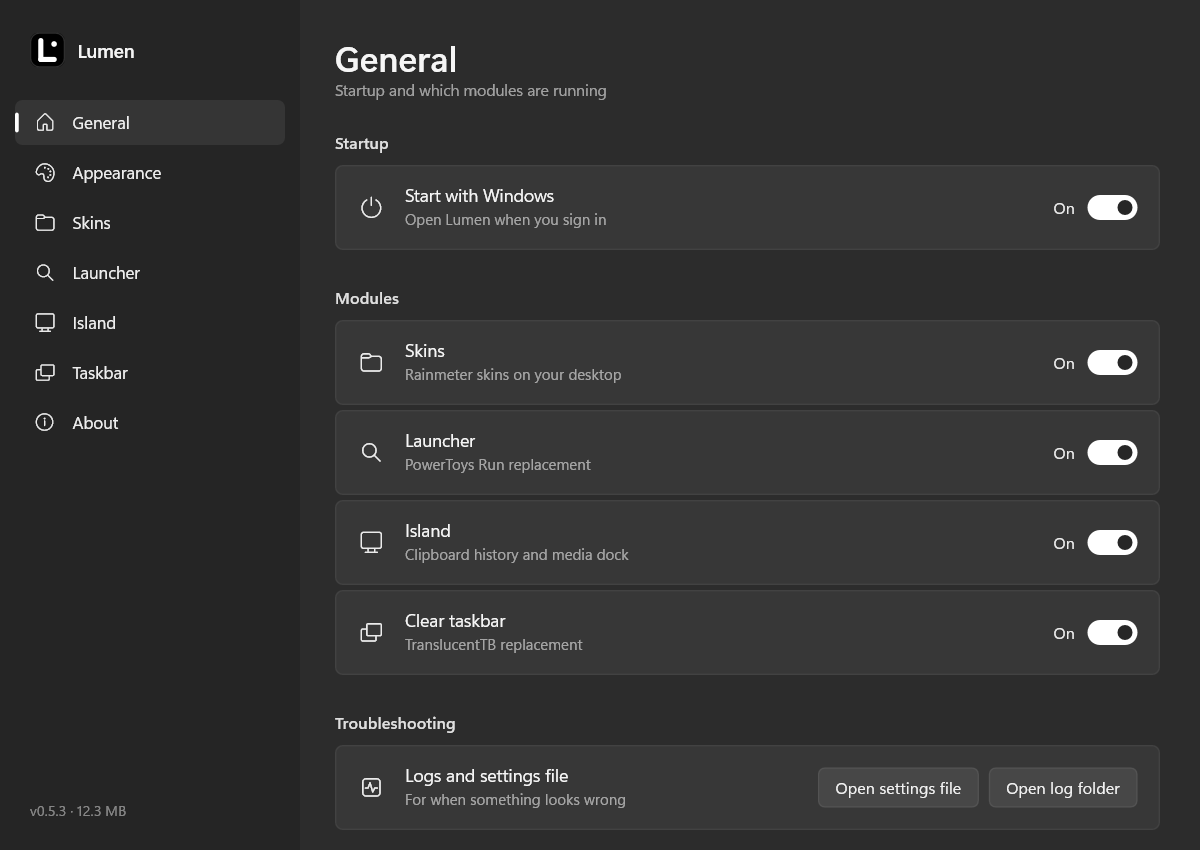 Lumen
General
Appearance
Skins
Launcher
Island
Taskbar
About
v0.5.3 · 12.3 MB
General
Startup and which modules are running
Startup
Start with Windows
Open Lumen when you sign in
On
Modules
Skins
Rainmeter skins on your desktop
On
Launcher
PowerToys Run replacement
On
Island
Clipboard history and media dock
On
Clear taskbar
TranslucentTB replacement
On
Troubleshooting
Logs and settings file
For when something looks wrong
Open settings file
Open log folder